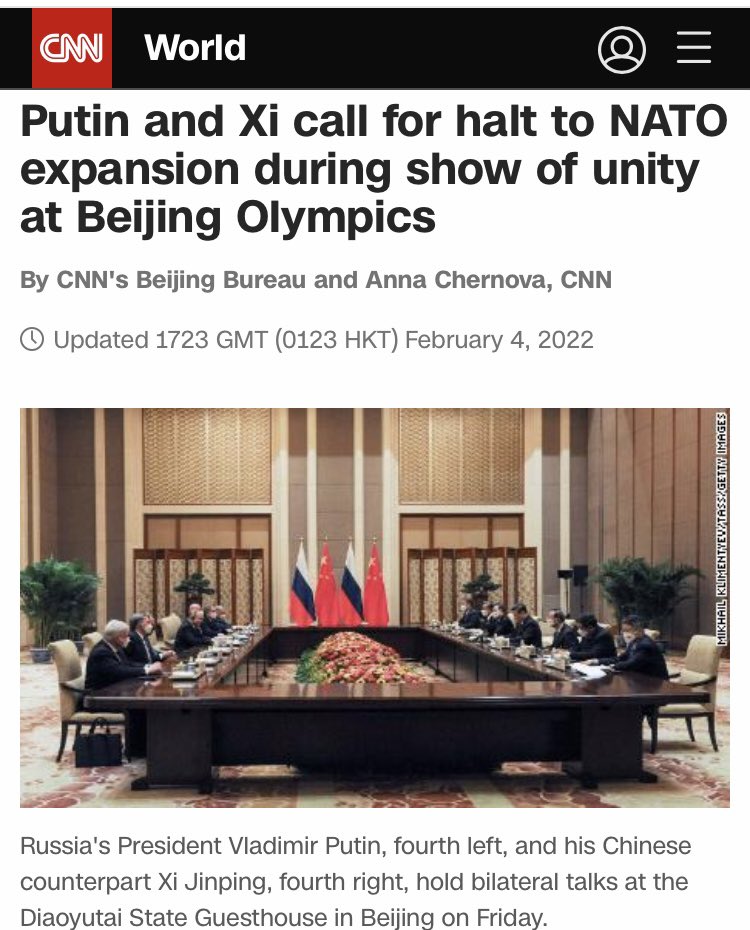 CNN World
Putin and Xi call for halt to NATO
expansion during show of unity
at Beijing Olympics
By CNN's Beijing Bureau and Anna Chernova, CNN
Updated 1723 GMT (0123 HKT) February 4, 2022
MIKHAIL KLIMENTYEV/TASS/GETTY IMAGES
Russia's President Vladimir Putin, fourth left, and his Chinese
counterpart Xi Jinping, fourth right, hold bilateral talks at the
Diaoyutai State Guesthouse in Beijing on Friday.